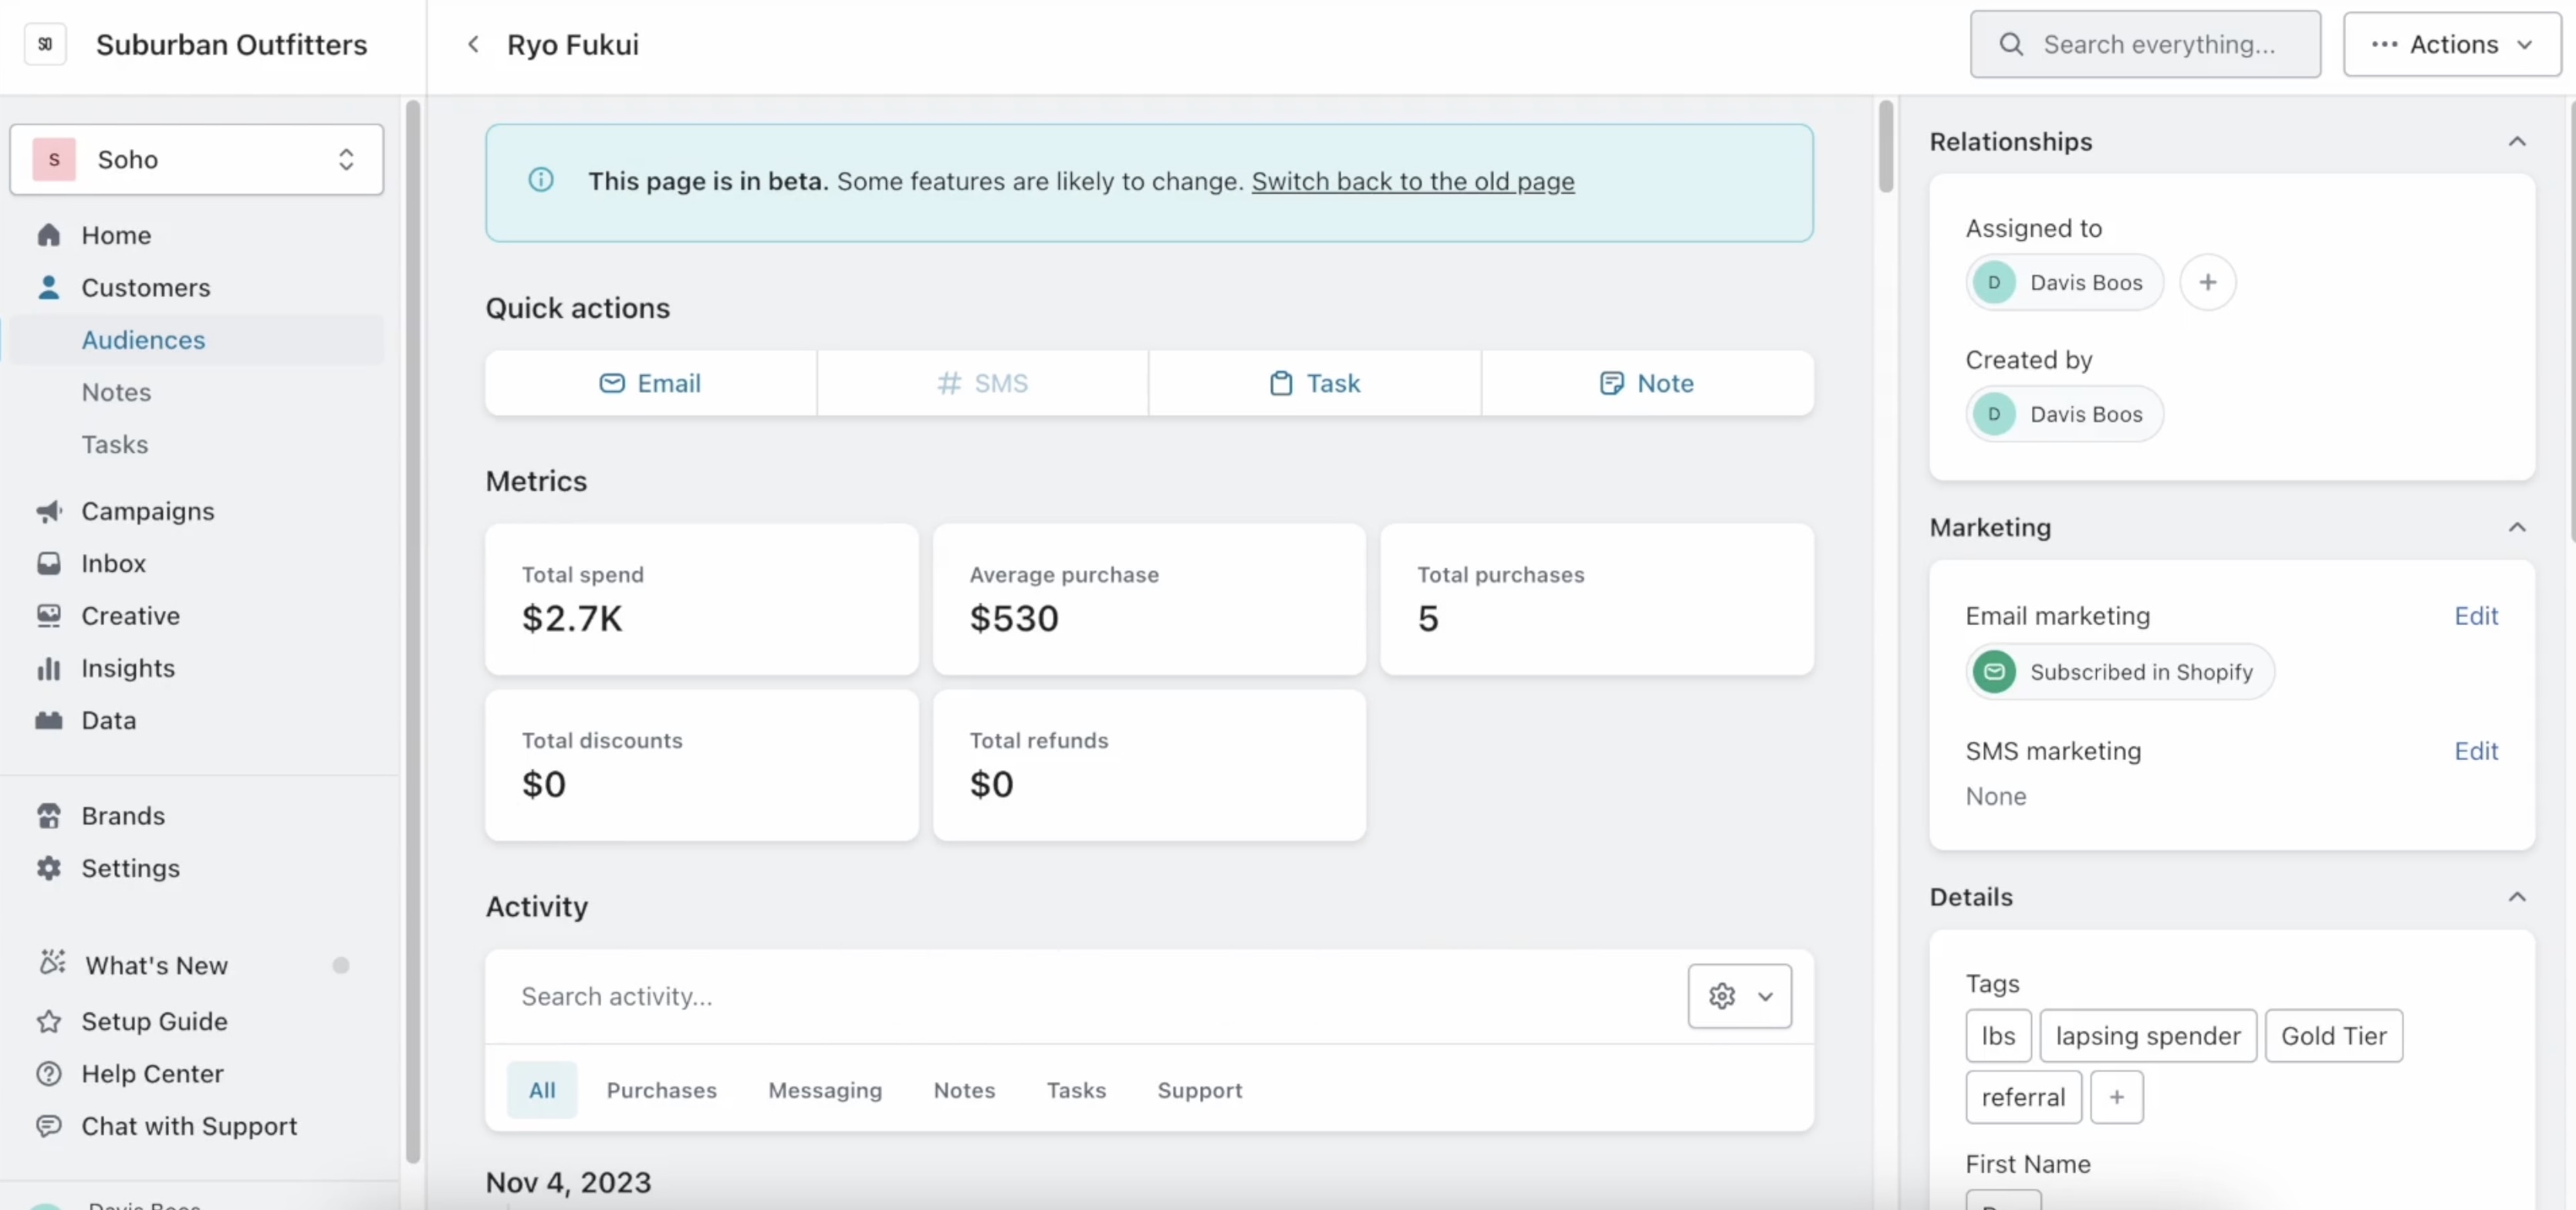 SO
Suburban Outfitters
Ryo Fukui
Search everything...
Actions
S
Soho
Home
Customers
Audiences
Notes
Tasks
Campaigns
Inbox
Creative
Insights
Data
Brands
Settings
What's New
Setup Guide
Help Center
Chat with Support
Davis Boos
This page is in beta. Some features are likely to change. Switch back to the old page
Quick actions
Email
# SMS
Task
Note
Metrics
Total spend
$2.7K
Average purchase
$530
Total purchases
5
Total discounts
$0
Total refunds
$0
Activity
Search activity...
All Purchases Messaging Notes Tasks Support
Nov 4, 2023
Relationships
Assigned to
D Davis Boos +
Created by
D Davis Boos
Marketing
Email marketing Edit
Subscribed in Shopify
SMS marketing Edit
None
Details
Tags
lbs lapsing spender Gold Tier
referral +
First Name